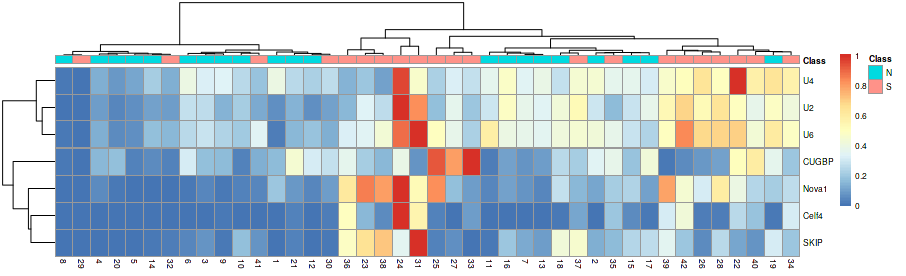 Class
U4
U2
U6
CUGBP
Nova1
Celf4
SKIP
8 29 4 20 5 14 32 6 3 9 10 41 1 21 12 30 36 23 38 24 31 25 27 33 11 16 7 13 18 37 2 35 15 17 39 42 26 28 22 40 19 34
1
0.8
0.6
0.4
0.2
0
Class
N
S